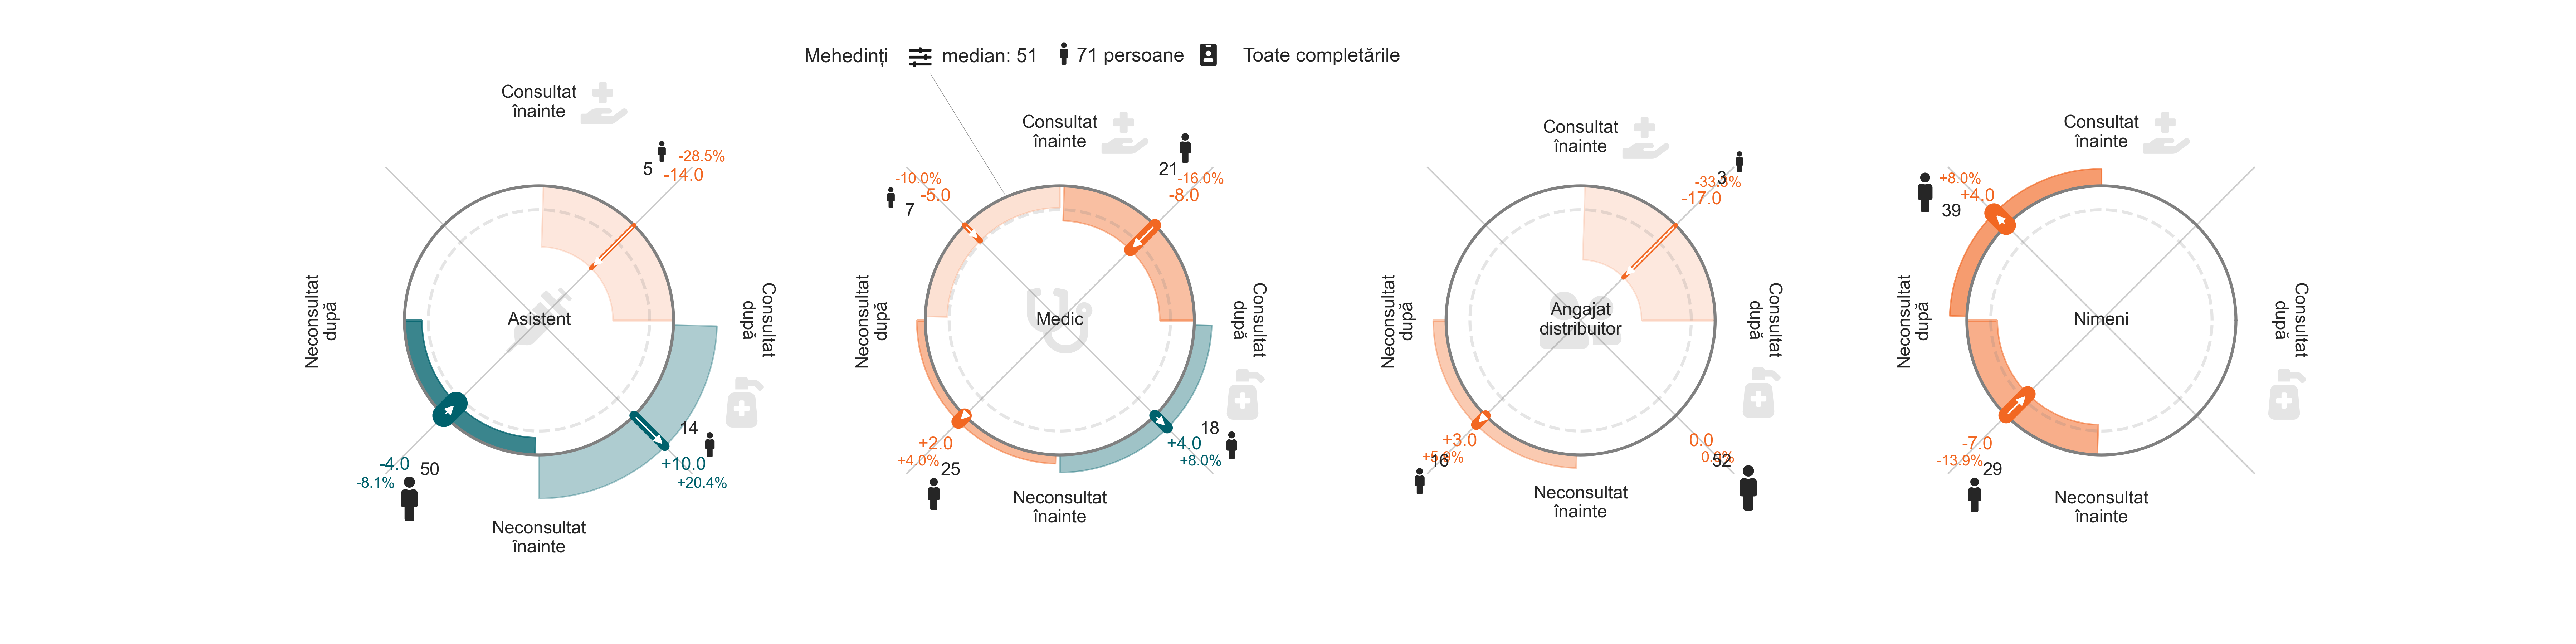 Mehedinți median: 51 71 persoane Toate completările
Consultat
înainte
5
-28.5%
-14.0
Neconsultat
după
Asistent
Consultat
după
-4.0
50
-8.1%
14
+10.0
+20.4%
Neconsultat
înainte
Consultat
înainte
-10.0%
-5.0
7
21
-16.0%
-8.0
Neconsultat
după
Medic
Consultat
după
+2.0
+4.0%
25
18
+4.0
+8.0%
Neconsultat
înainte
Consultat
înainte
3
-33.3%
-17.0
Neconsultat
după
Angajat
distribuitor
Consultat
după
+3.0
16
0.0
52
Neconsultat
înainte
Consultat
înainte
+8.0%
+4.0
39
Neconsultat
după
Nimeni
Consultat
după
-7.0
-13.9%
29
Neconsultat
înainte